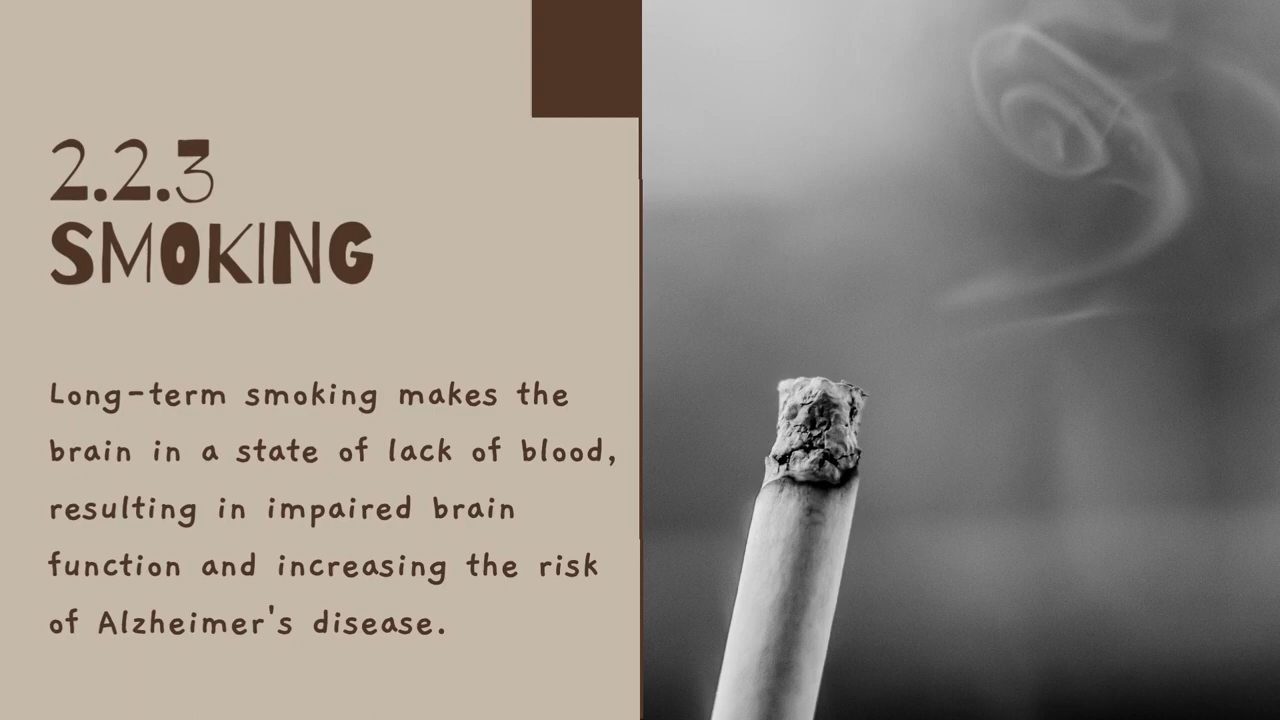 2.2.3
SMOKING
Long-term smoking makes the
brain in a state of lack of blood,
resulting in impaired brain
function and increasing the risk
of Alzheimer's disease.